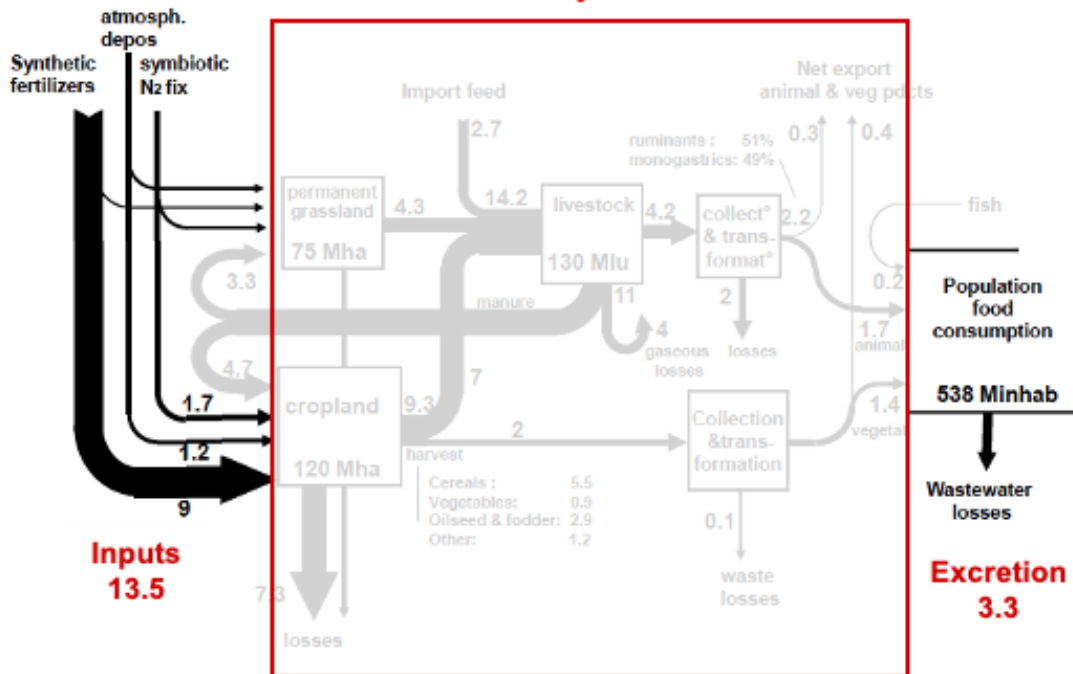 atmosph.
depos
Synthetic
fertilizers
symbiotic
N2 fix
Import feed
2.7
Net export
animal & veg pdcts
0.3
0.4
ruminants : 51%
monogastrics: 49%
permanent
grassland
75 Mha
4.3
14.2
livestock
130 Mlu
4.2
collect°
& trans-
format°
2.2
fish
0.2
3.3
manure
11
4
gaseous
losses
2
losses
1.7
animal
Population
food
consumption
538 Minhab
4.7
7
cropland
120 Mha
9.3
harvest
2
Collection
&trans-
formation
1.4
vegetal
1.7
1.2
9
Cereals : 5.5
Vegetables: 0.9
Oilseed & fodder: 2.9
Other: 1.2
0.1
waste
losses
Wastewater
losses
Inputs
13.5
7.3
losses
Excretion
3.3